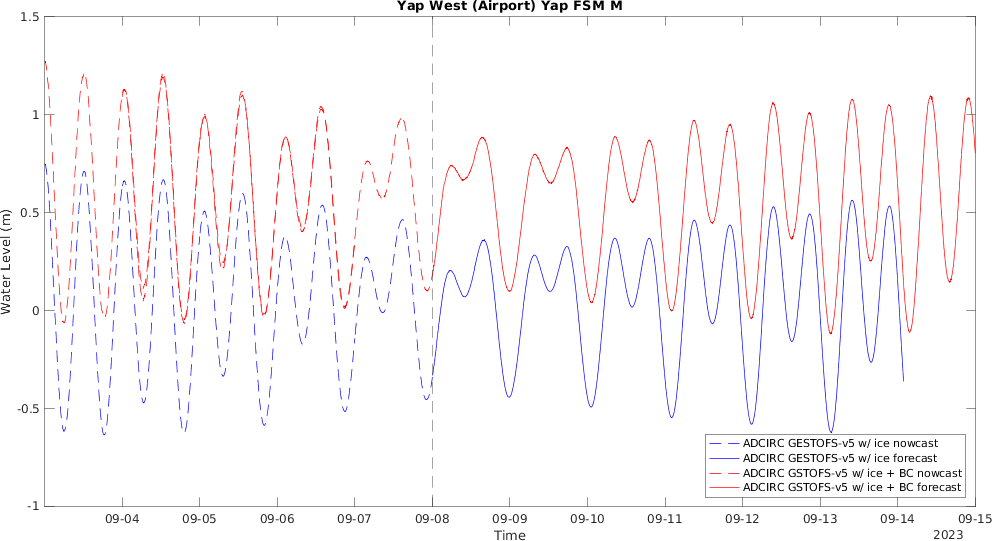 Yap West (Airport) Yap FSM M
1.5
1
0.5
0
-0.5
-1
Water Level (m)
ADCIRC GESTOFS-v5 w/ ice nowcast
ADCIRC GESTOFS-v5 w/ ice forecast
ADCIRC GSTOFS-v5 w/ ice + BC nowcast
ADCIRC GSTOFS-v5 w/ ice + BC forecast
09-04 09-05 09-06 09-07 09-08 09-09 09-10 09-11 09-12 09-13 09-14 09-15
Time
2023